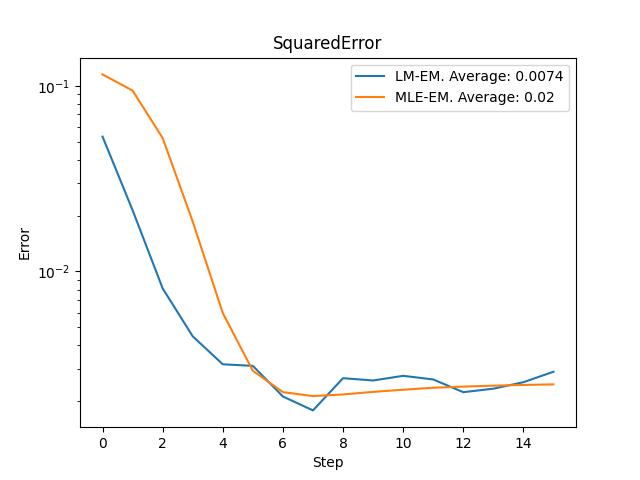 SquaredError
LM-EM. Average: 0.0074
MLE-EM. Average: 0.02
10⁻¹
10⁻²
Error
0 2 4 6 8 10 12 14
Step